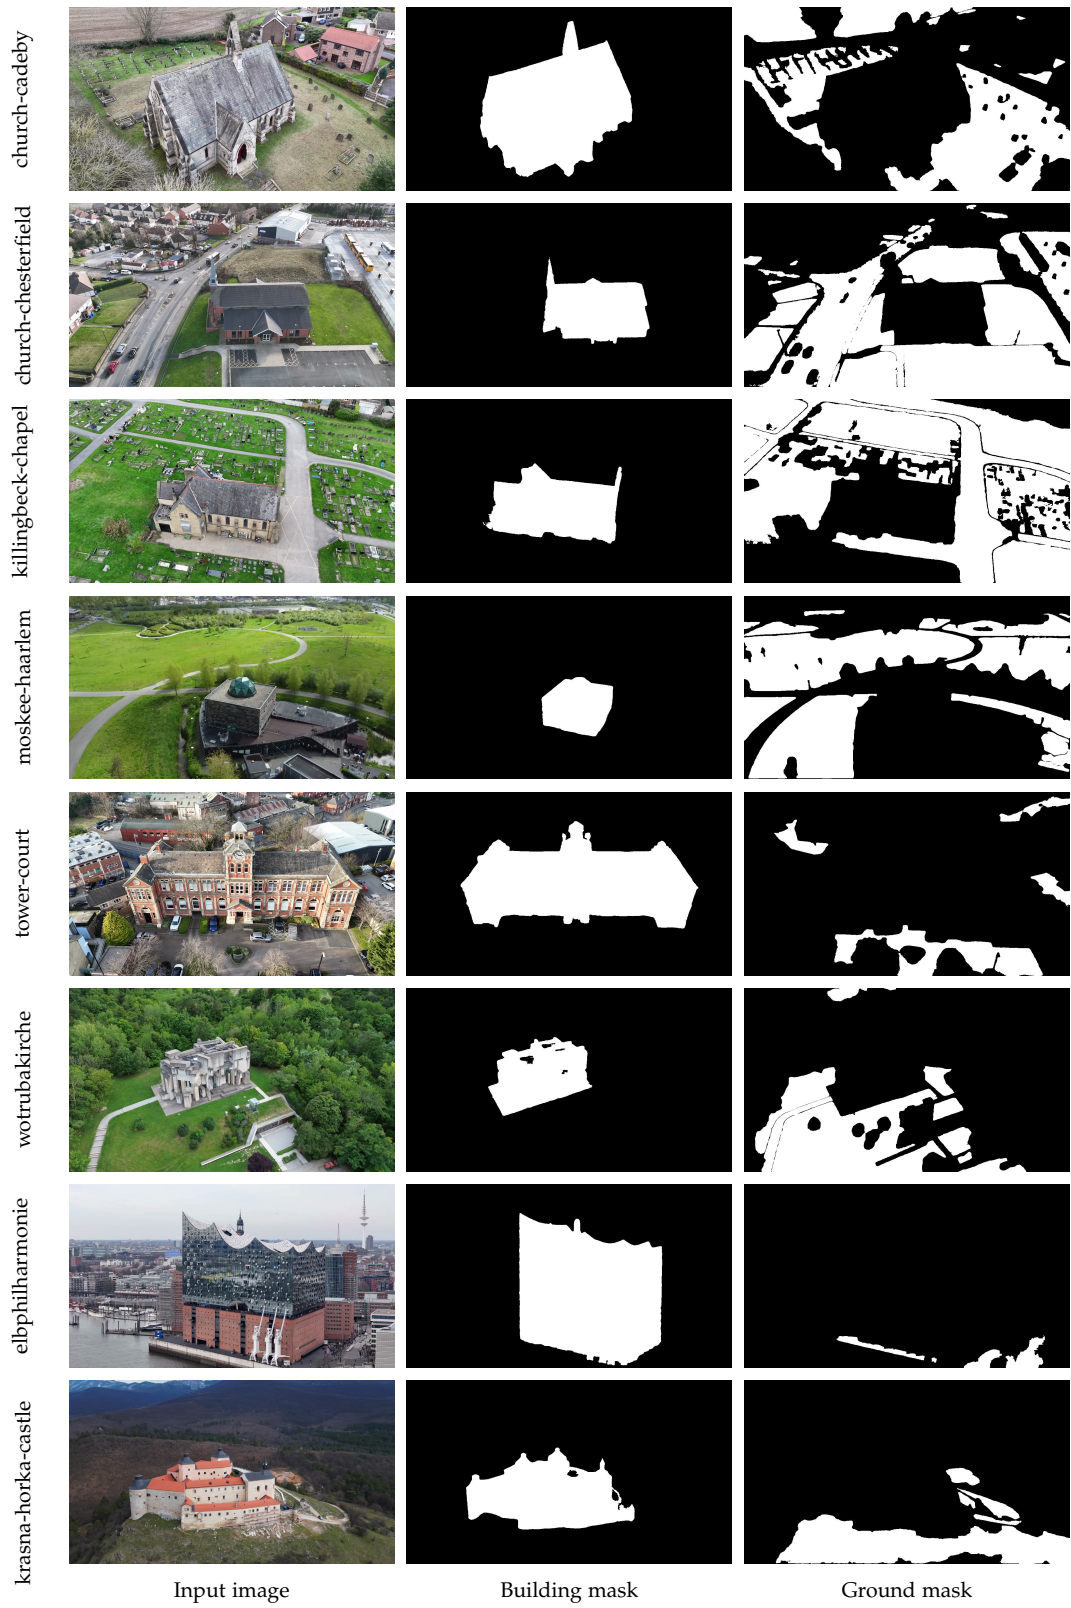 church-cadeby
church-chesterfield
killingbeck-chapel
moskee-haarlem
tower-court
wotrubakirche
elbphilharmonie
krasna-horka-castle
Input image
Building mask
Ground mask